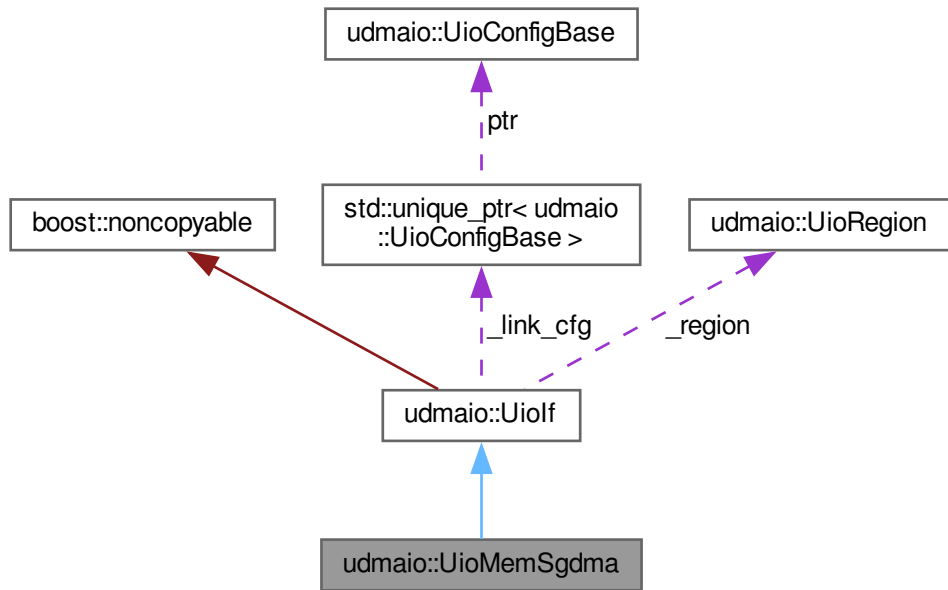 udmaio::UioConfigBase
ptr
boost::noncopyable
std::unique_ptr< udmaio
::UioConfigBase >
udmaio::UioRegion
_link_cfg
_region
udmaio::UioIf
udmaio::UioMemSgdma